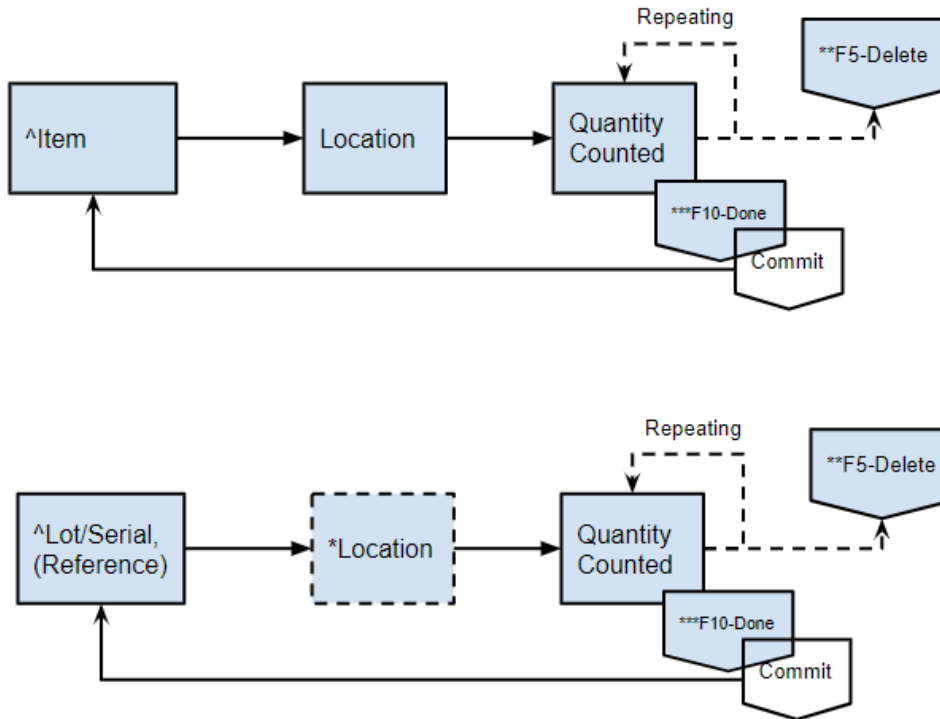 Repeating
**F5-Delete
^Item
Location
Quantity
Counted
***F10-Done
Commit
Repeating
**F5-Delete
^Lot/Serial,
(Reference)
*Location
Quantity
Counted
***F10-Done
Commit